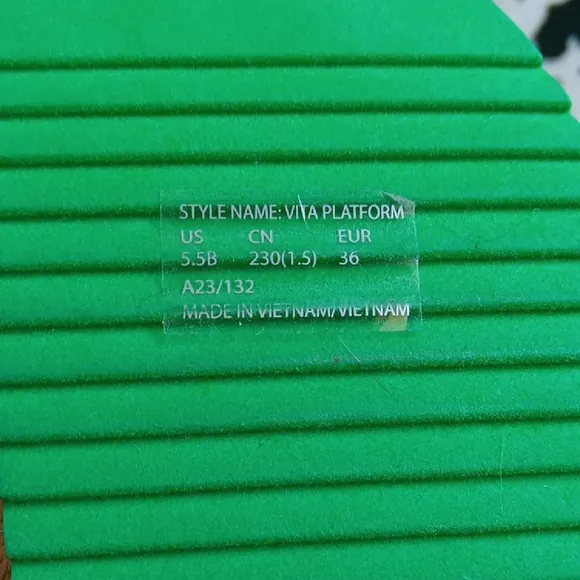 STYLE NAME: VITA PLATFORM
US CN EUR
5.5B 230(1.5) 36
A23/132
MADE IN VIETNAM/VIETNAM